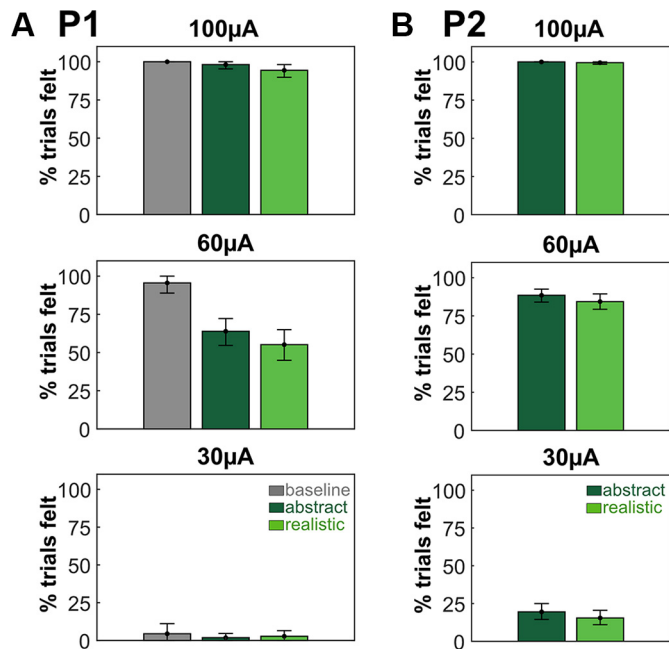 A P1
100µA
% trials felt
100
75
50
25
0
60µA
% trials felt
100
75
50
25
0
30µA
% trials felt
100
75
50
25
0
baseline
abstract
realistic
B P2
100µA
% trials felt
100
75
50
25
0
60µA
% trials felt
100
75
50
25
0
30µA
% trials felt
100
75
50
25
0
abstract
realistic